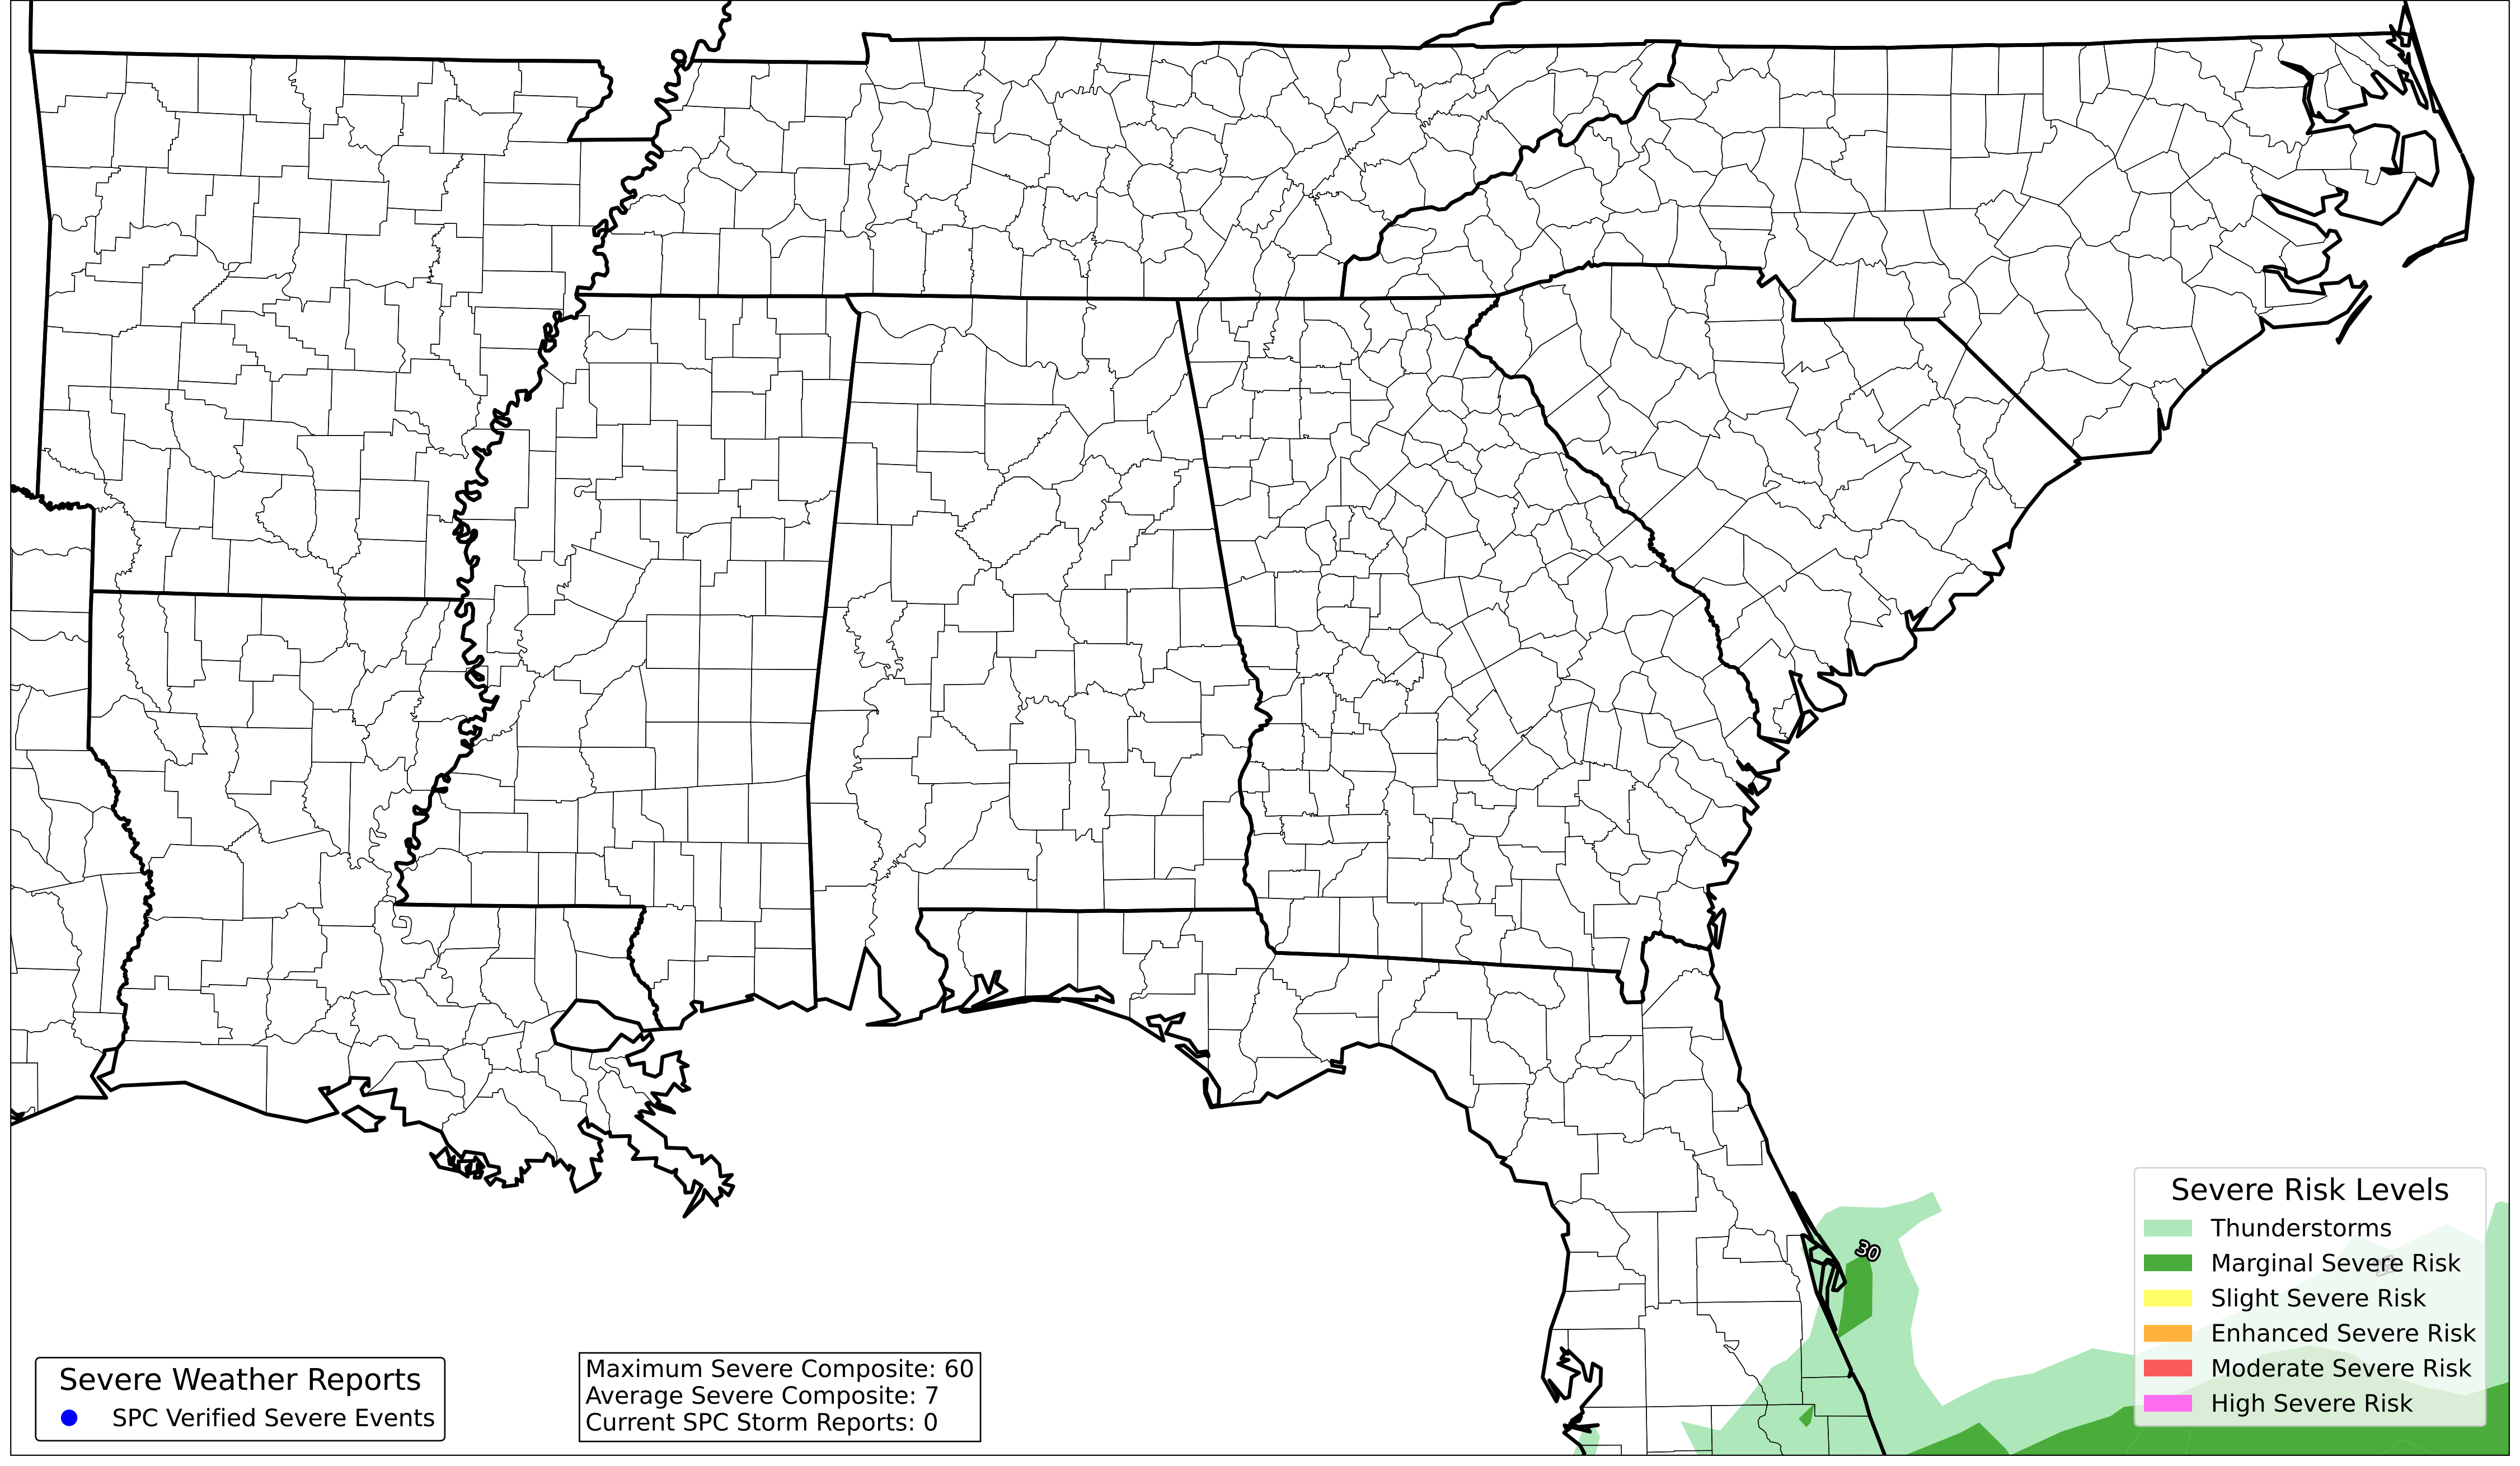 30
Severe Risk Levels
Thunderstorms
Marginal Severe Risk
Slight Severe Risk
Enhanced Severe Risk
Moderate Severe Risk
High Severe Risk
Severe Weather Reports
SPC Verified Severe Events
Maximum Severe Composite: 60
Average Severe Composite: 7
Current SPC Storm Reports: 0